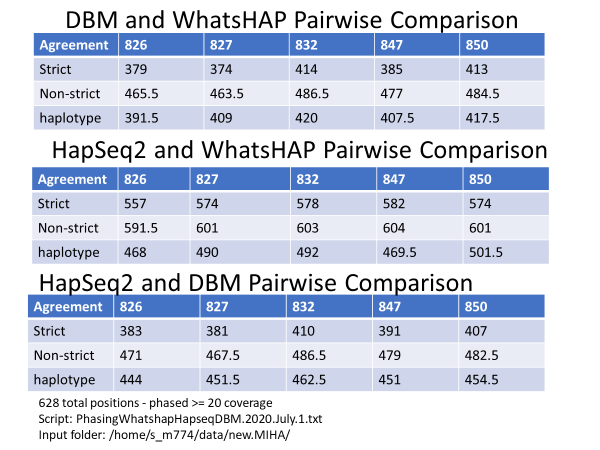 DBM and WhatsHAP Pairwise Comparison
Agreement 826 827 832 847 850
Strict 379 374 414 385 413
Non-strict 465.5 463.5 486.5 477 484.5
haplotype 391.5 409 420 407.5 417.5
HapSeq2 and WhatsHAP Pairwise Comparison
Agreement 826 827 832 847 850
Strict 557 574 578 582 574
Non-strict 591.5 601 603 604 601
haplotype 468 490 492 469.5 501.5
HapSeq2 and DBM Pairwise Comparison
Agreement 826 827 832 847 850
Strict 383 381 410 391 407
Non-strict 471 467.5 486.5 479 482.5
haplotype 444 451.5 462.5 451 454.5
628 total positions - phased >= 20 coverage
Script: PhasingWhatshapHapseqDBM.2020.July.1.txt
Input folder: /home/s_m774/data/new.MIHA/